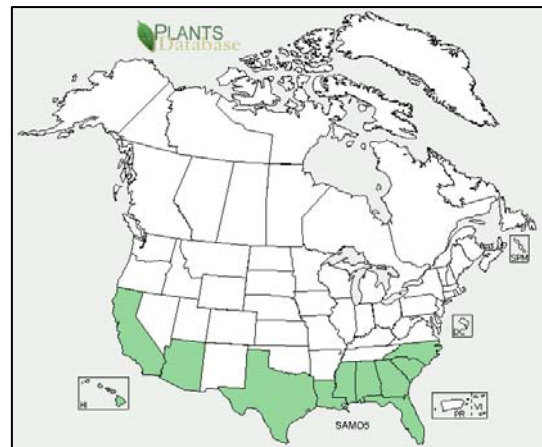 PLANTS
Database
SPM
DC
HI
PR
VI
SAMO5